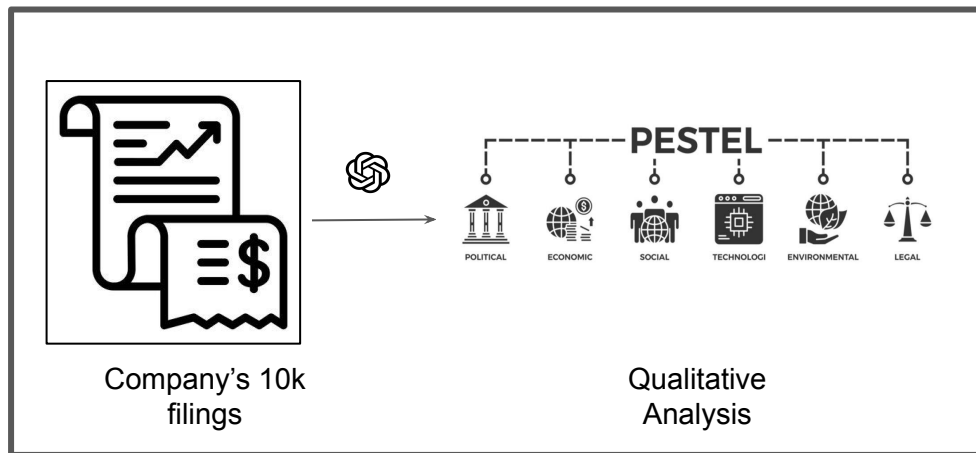 PESTEL
POLITICAL
ECONOMIC
SOCIAL
TECHNOLOGI
ENVIRONMENTAL
LEGAL
Company's 10k
filings
Qualitative
Analysis